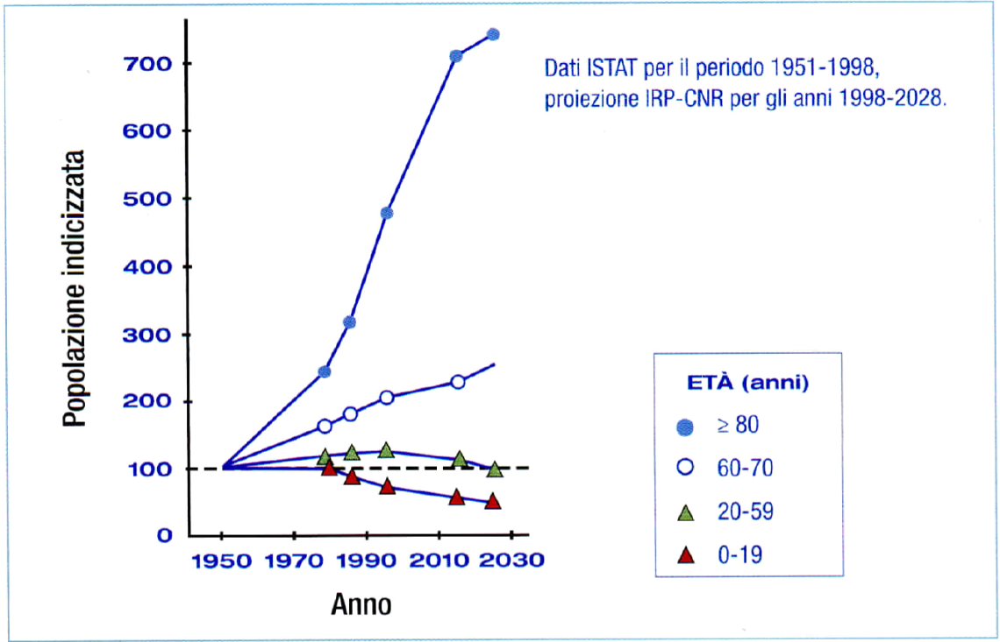 700
600
500
400
300
200
100
0
Popolazione indicizzata
1950 1970 1990 2010 2030
Anno
Dati ISTAT per il periodo 1951-1998,
proiezione IRP-CNR per gli anni 1998-2028.
ETÀ (anni)
≥ 80
60-70
20-59
0-19